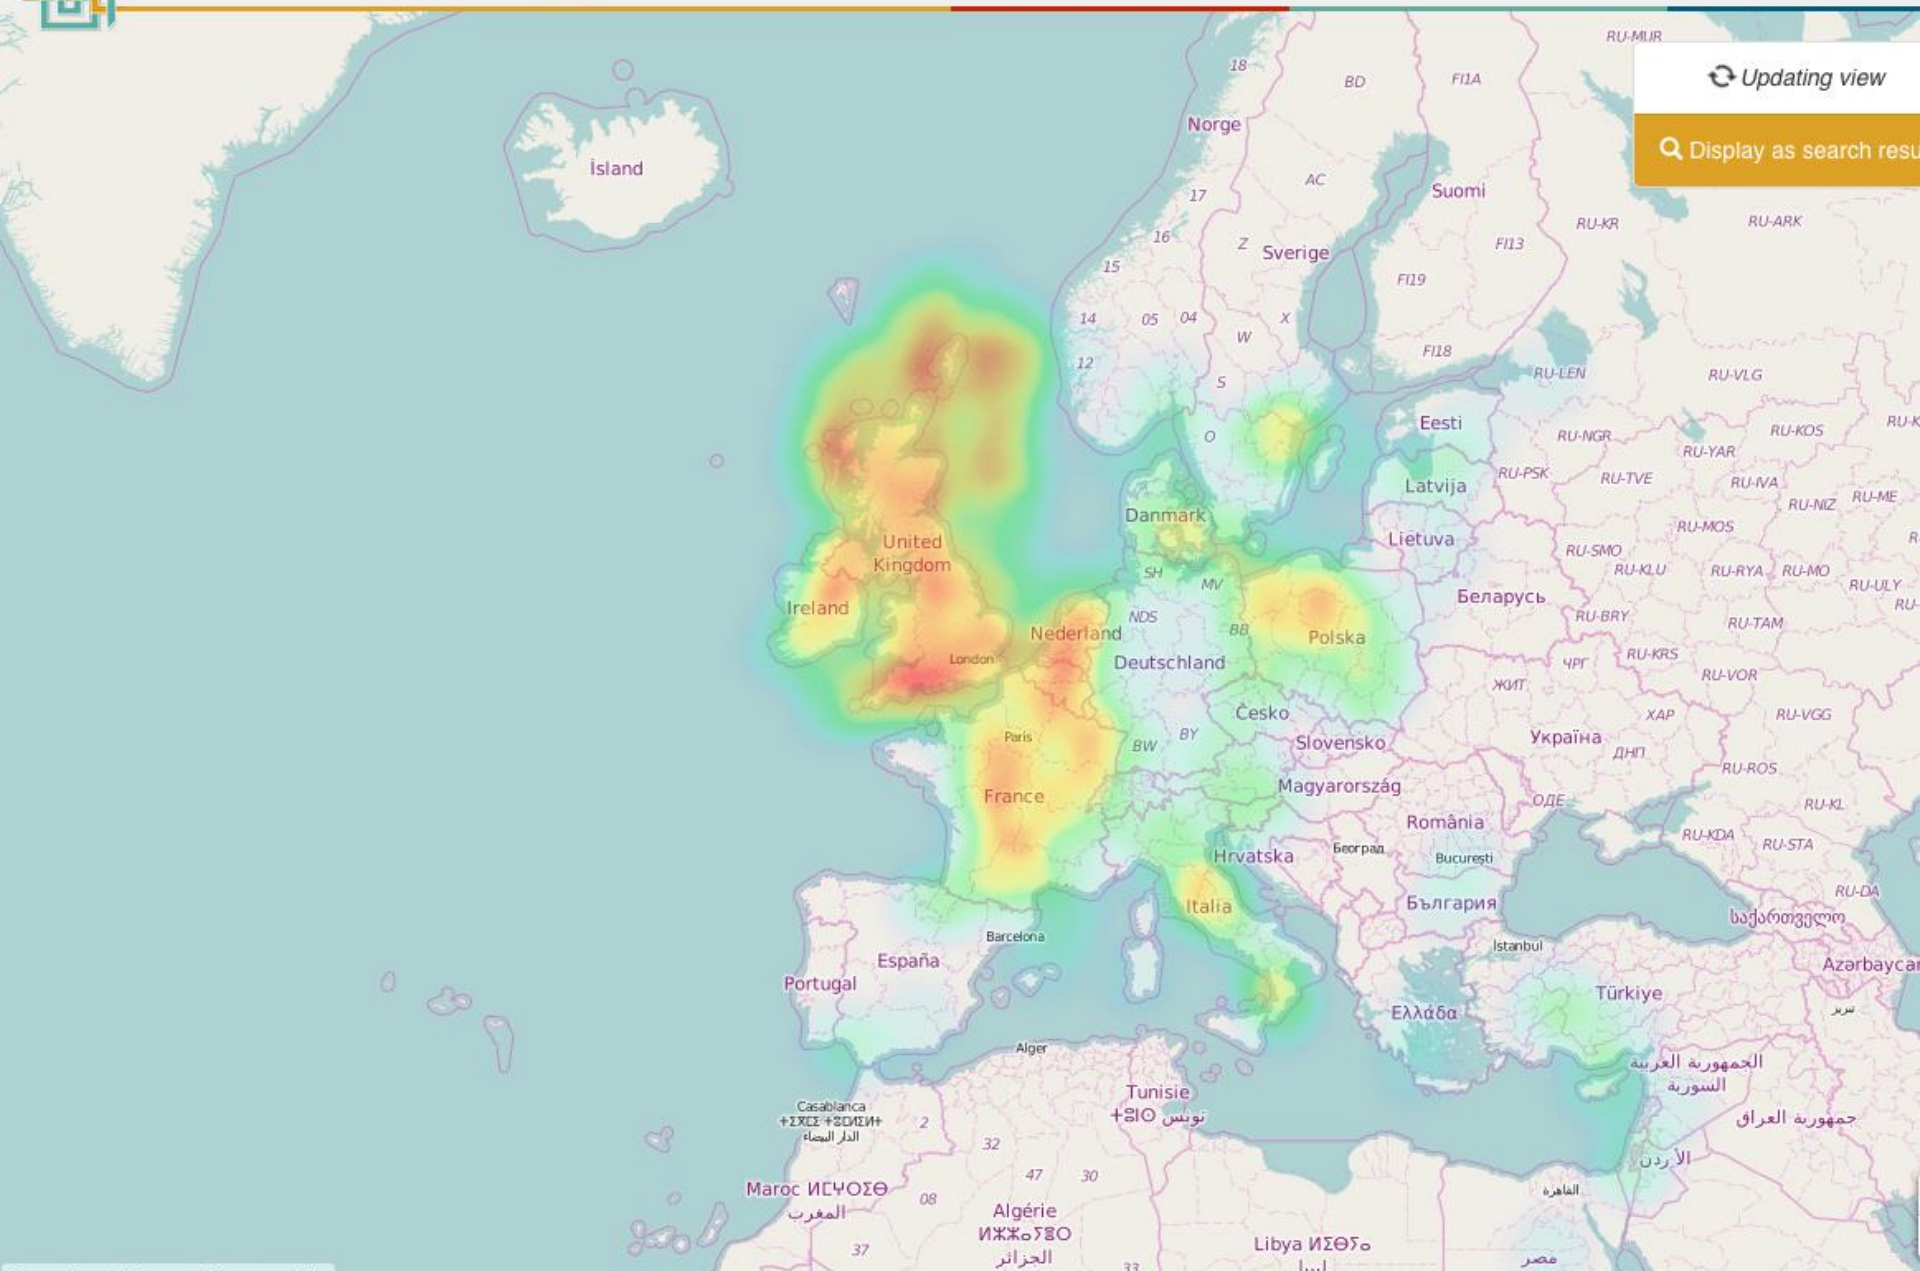 RU-MUR
Updating view
18
BD
FI1A
Norge
Display as search resu
Ísland
AC
Suomi
17
RU-KR
RU-ARK
16
Z
Sverige
FI13
15
FI19
14
05
04
X
W
FI18
12
S
RU-LEN
RU-VLG
Eesti
O
RU-NGR
RU-KOS
RU-K
RU-YAR
RU-PSK
RU-TVE
RU-IVA
Latvija
RU-NIZ
RU-ME
Danmark
RU-MOS
United
Kingdom
Lietuva
RU-SMO
RU-KLU
RU-RYA
RU-MO
SH
MV
RU-ULY
Беларусь
Ireland
NDS
RU-BRY
RU-TAM
RU-
Nederland
BB
Polska
London
Deutschland
ЧРГ
RU-KRS
RU-VOR
ЖИТ
Česko
ХАР
RU-VGG
Paris
BW
BY
Slovensko
Україна
ДНП
RU-ROS
France
Magyarország
ОДЕ
RU-KL
România
RU-KDA
RU-STA
Hrvatska
Београд
București
Italia
България
RU-DA
საქართველო
Barcelona
İstanbul
España
Azərbaycan
Portugal
Türkiye
Ελλάδα
تبریز
Alger
الجمهورية العربية
السورية
Tunisie
تونس
Casablanca
الدار البيضاء
2
جمهورية العراق
32
الأردن
47
30
Maroc
المغرب
08
القاهرة
Algérie
الجزائر
37
Libya
33
مصر